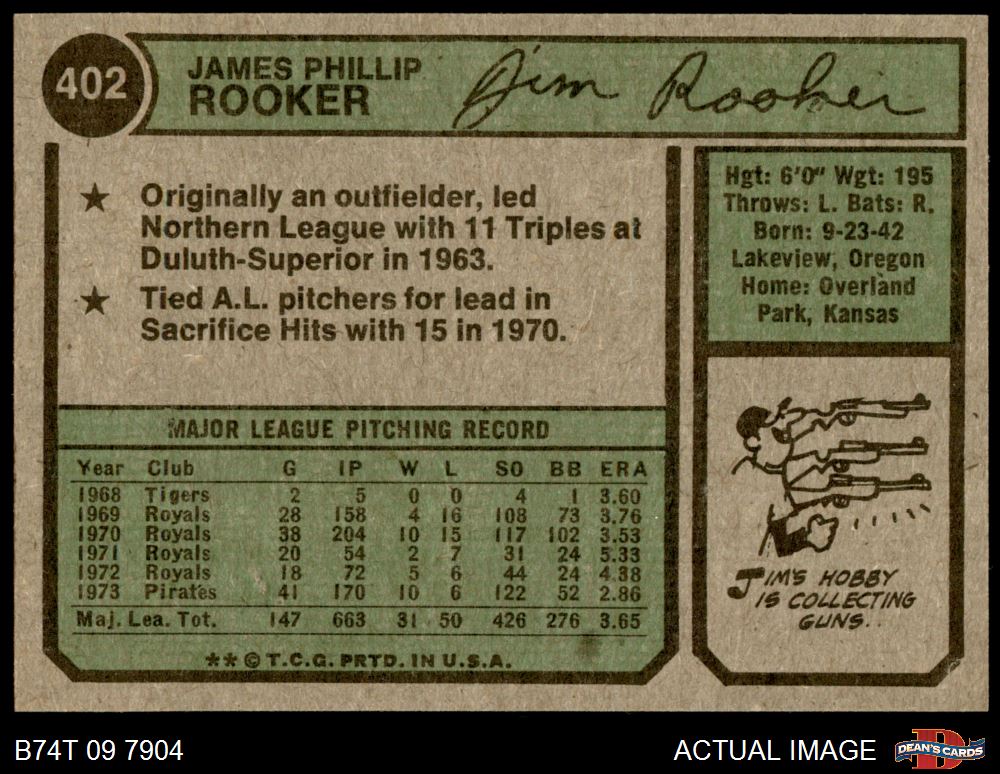 402
JAMES PHILLIP
ROOKER
Jim Rooker
★ Originally an outfielder, led
Northern League with 11 Triples at
Duluth-Superior in 1963.
★ Tied A.L. pitchers for lead in
Sacrifice Hits with 15 in 1970.
Hgt: 6'0" Wgt: 195
Throws: L. Bats: R.
Born: 9-23-42
Lakeview, Oregon
Home: Overland
Park, Kansas
MAJOR LEAGUE PITCHING RECORD
Year Club G IP W L SO BB ERA
1968 Tigers 2 5 0 0 4 1 3.60
1969 Royals 28 158 4 16 108 73 3.76
1970 Royals 38 204 10 15 117 102 3.53
1971 Royals 20 54 2 7 31 24 5.33
1972 Royals 18 72 5 6 44 24 4.38
1973 Pirates 41 170 10 6 122 52 2.86
Maj. Lea. Tot. 147 663 31 50 426 276 3.65
** © T.C.G. PRTD. IN U.S.A.
JIM'S HOBBY
IS COLLECTING
GUNS..
B74T 09 7904
ACTUAL IMAGE
DEAN'S CARDS